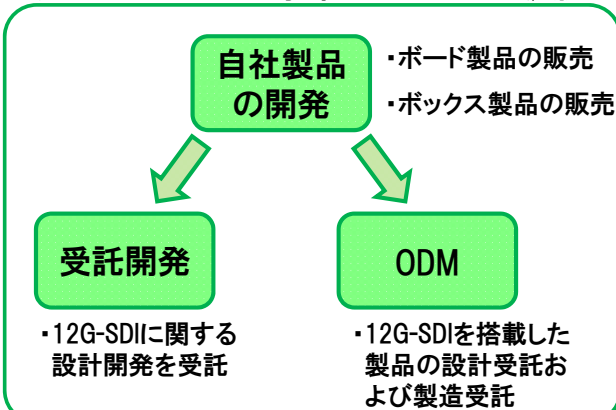 自社製品
の開発
・ボード製品の販売
・ボックス製品の販売
受託開発
ODM
・12G-SDIに関する
設計開発を受託
・12G-SDIを搭載した
製品の設計受託お
よび製造受託